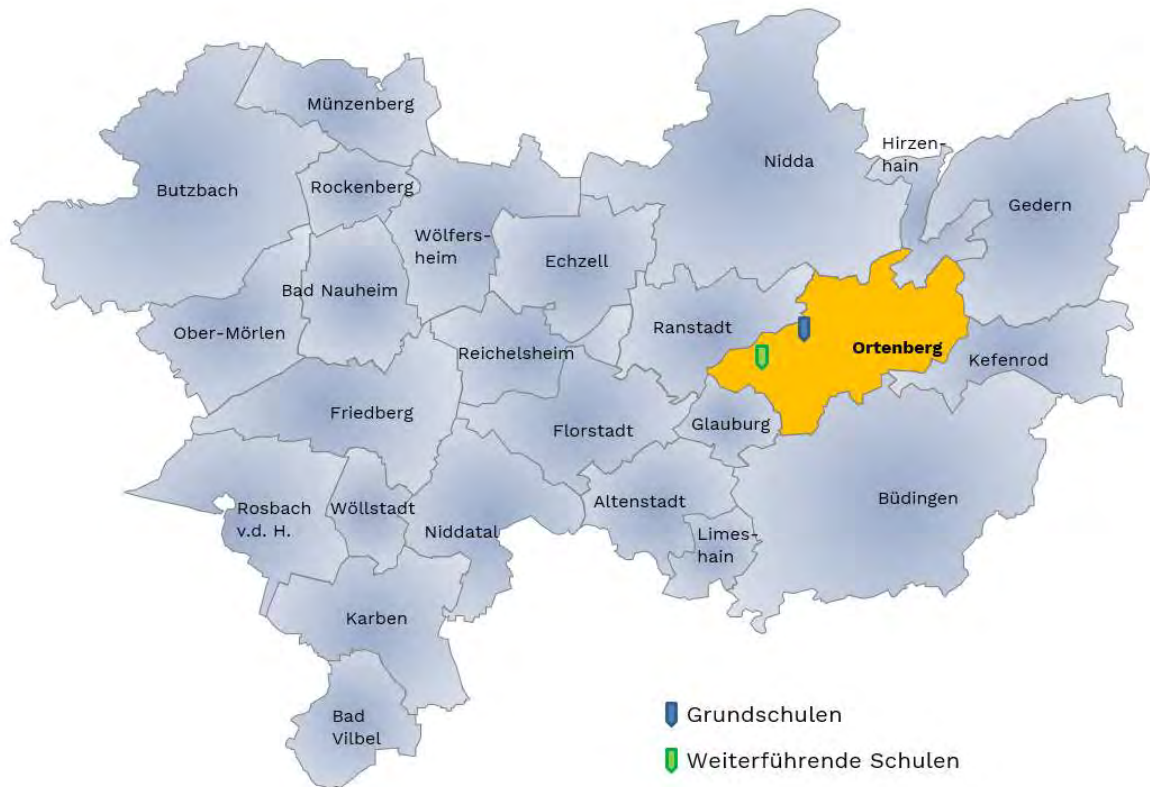 Münzenberg
Butzbach
Rockenberg
Nidda
Hirzen-
hain
Gedern
Wölfers-
heim
Echzell
Bad Nauheim
Ober-Mörlen
Ranstadt
Reichelsheim
Ortenberg
Kefenrod
Friedberg
Florstadt
Glauburg
Rosbach
v.d. H.
Wöllstadt
Niddatal
Altenstadt
Büdingen
Limes-
hain
Karben
Bad
Vilbel
Grundschulen
Weiterführende Schulen